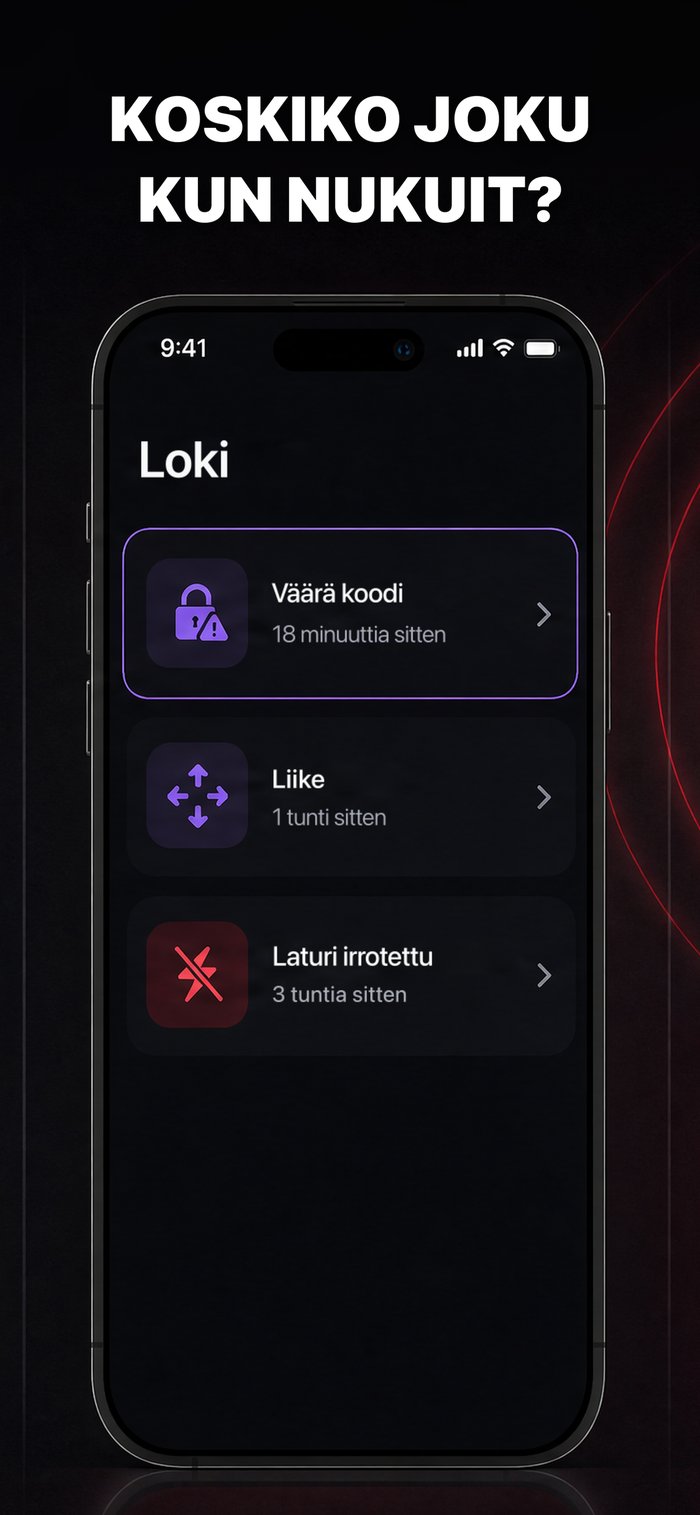 KOSKIKO JOKU
KUN NUKUIT?
9:41
Loki
Väärä koodi
18 minuuttia sitten
Liike
1 tunti sitten
Laturi irrotettu
3 tuntia sitten